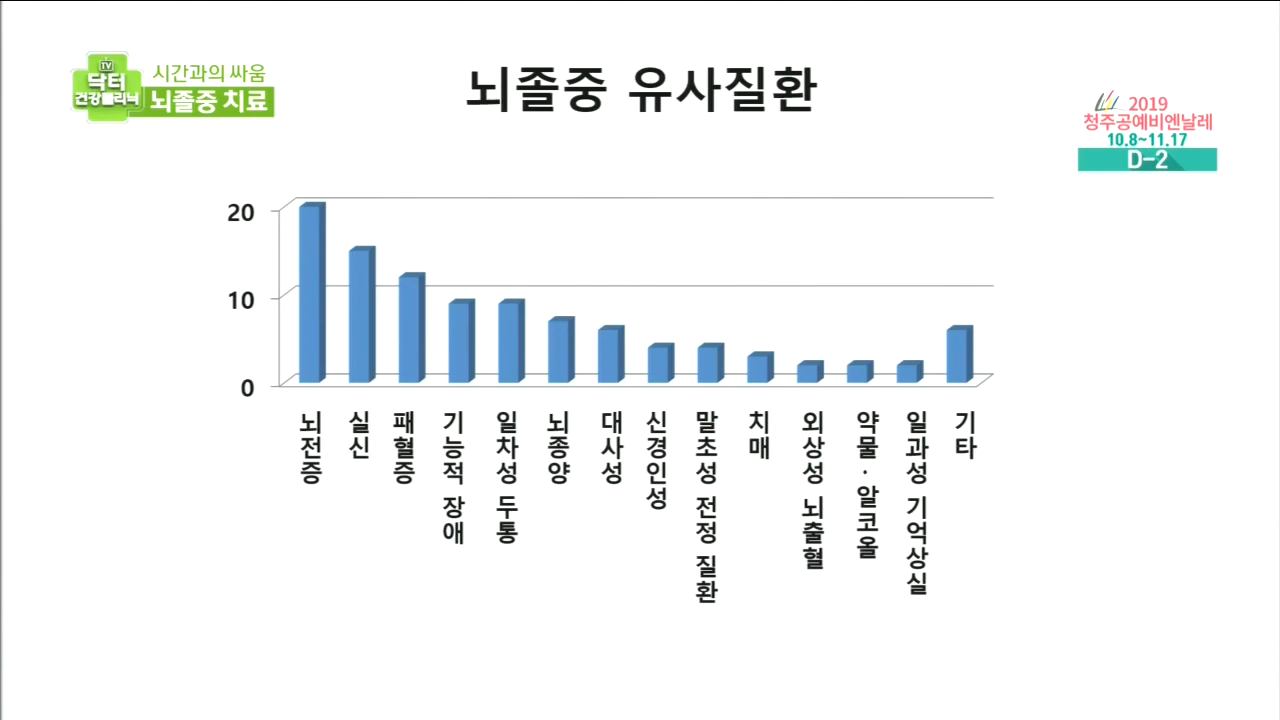 TV
닥터
건강클리닉
시간과의 싸움
뇌졸중 치료
뇌졸중 유사질환
2019
청주공예비엔날레
10.8~11.17
D-2
20
10
0
뇌전증
실신
패혈증
기능적 장애
일차성 두통
뇌종양
대사성
신경인성
말초성 전정 질환
치매
외상성 뇌출혈
약물·알코올
일과성 기억상실
기타